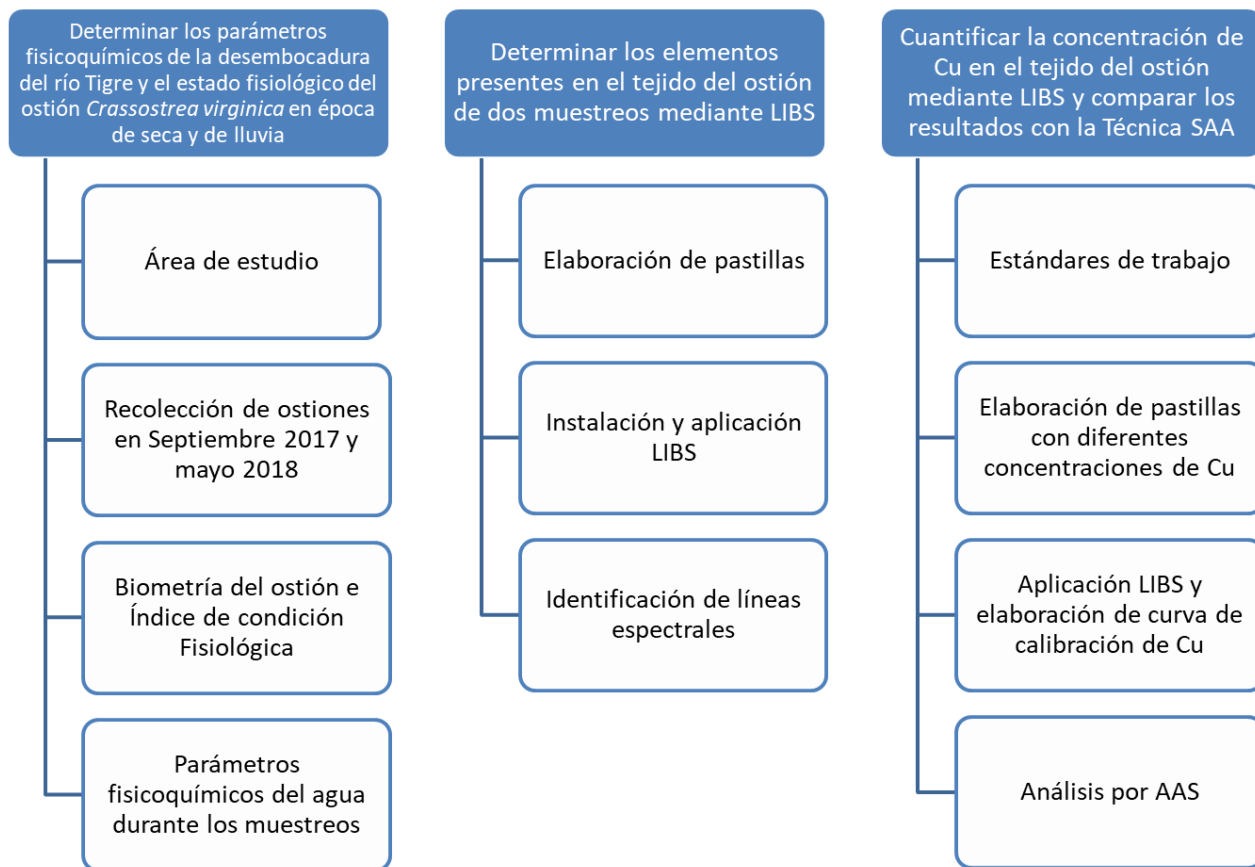 Determinar los parámetros
fisicoquímicos de la desembocadura
del río Tigre y el estado fisiológico del
ostión Crassostrea virginica en época
de seca y de lluvia
Área de estudio
Recolección de ostiones
en Septiembre 2017 y
mayo 2018
Biometría del ostión e
Índice de condición
Fisiológica
Parámetros
fisicoquímicos del agua
durante los muestreos
Determinar los elementos
presentes en el tejido del ostión
de dos muestreos mediante LIBS
Elaboración de pastillas
Instalación y aplicación
LIBS
Identificación de líneas
espectrales
Cuantificar la concentración de
Cu en el tejido del ostión
mediante LIBS y comparar los
resultados con la Técnica SAA
Estándares de trabajo
Elaboración de pastillas
con diferentes
concentraciones de Cu
Aplicación LIBS y
elaboración de curva de
calibración de Cu
Análisis por AAS